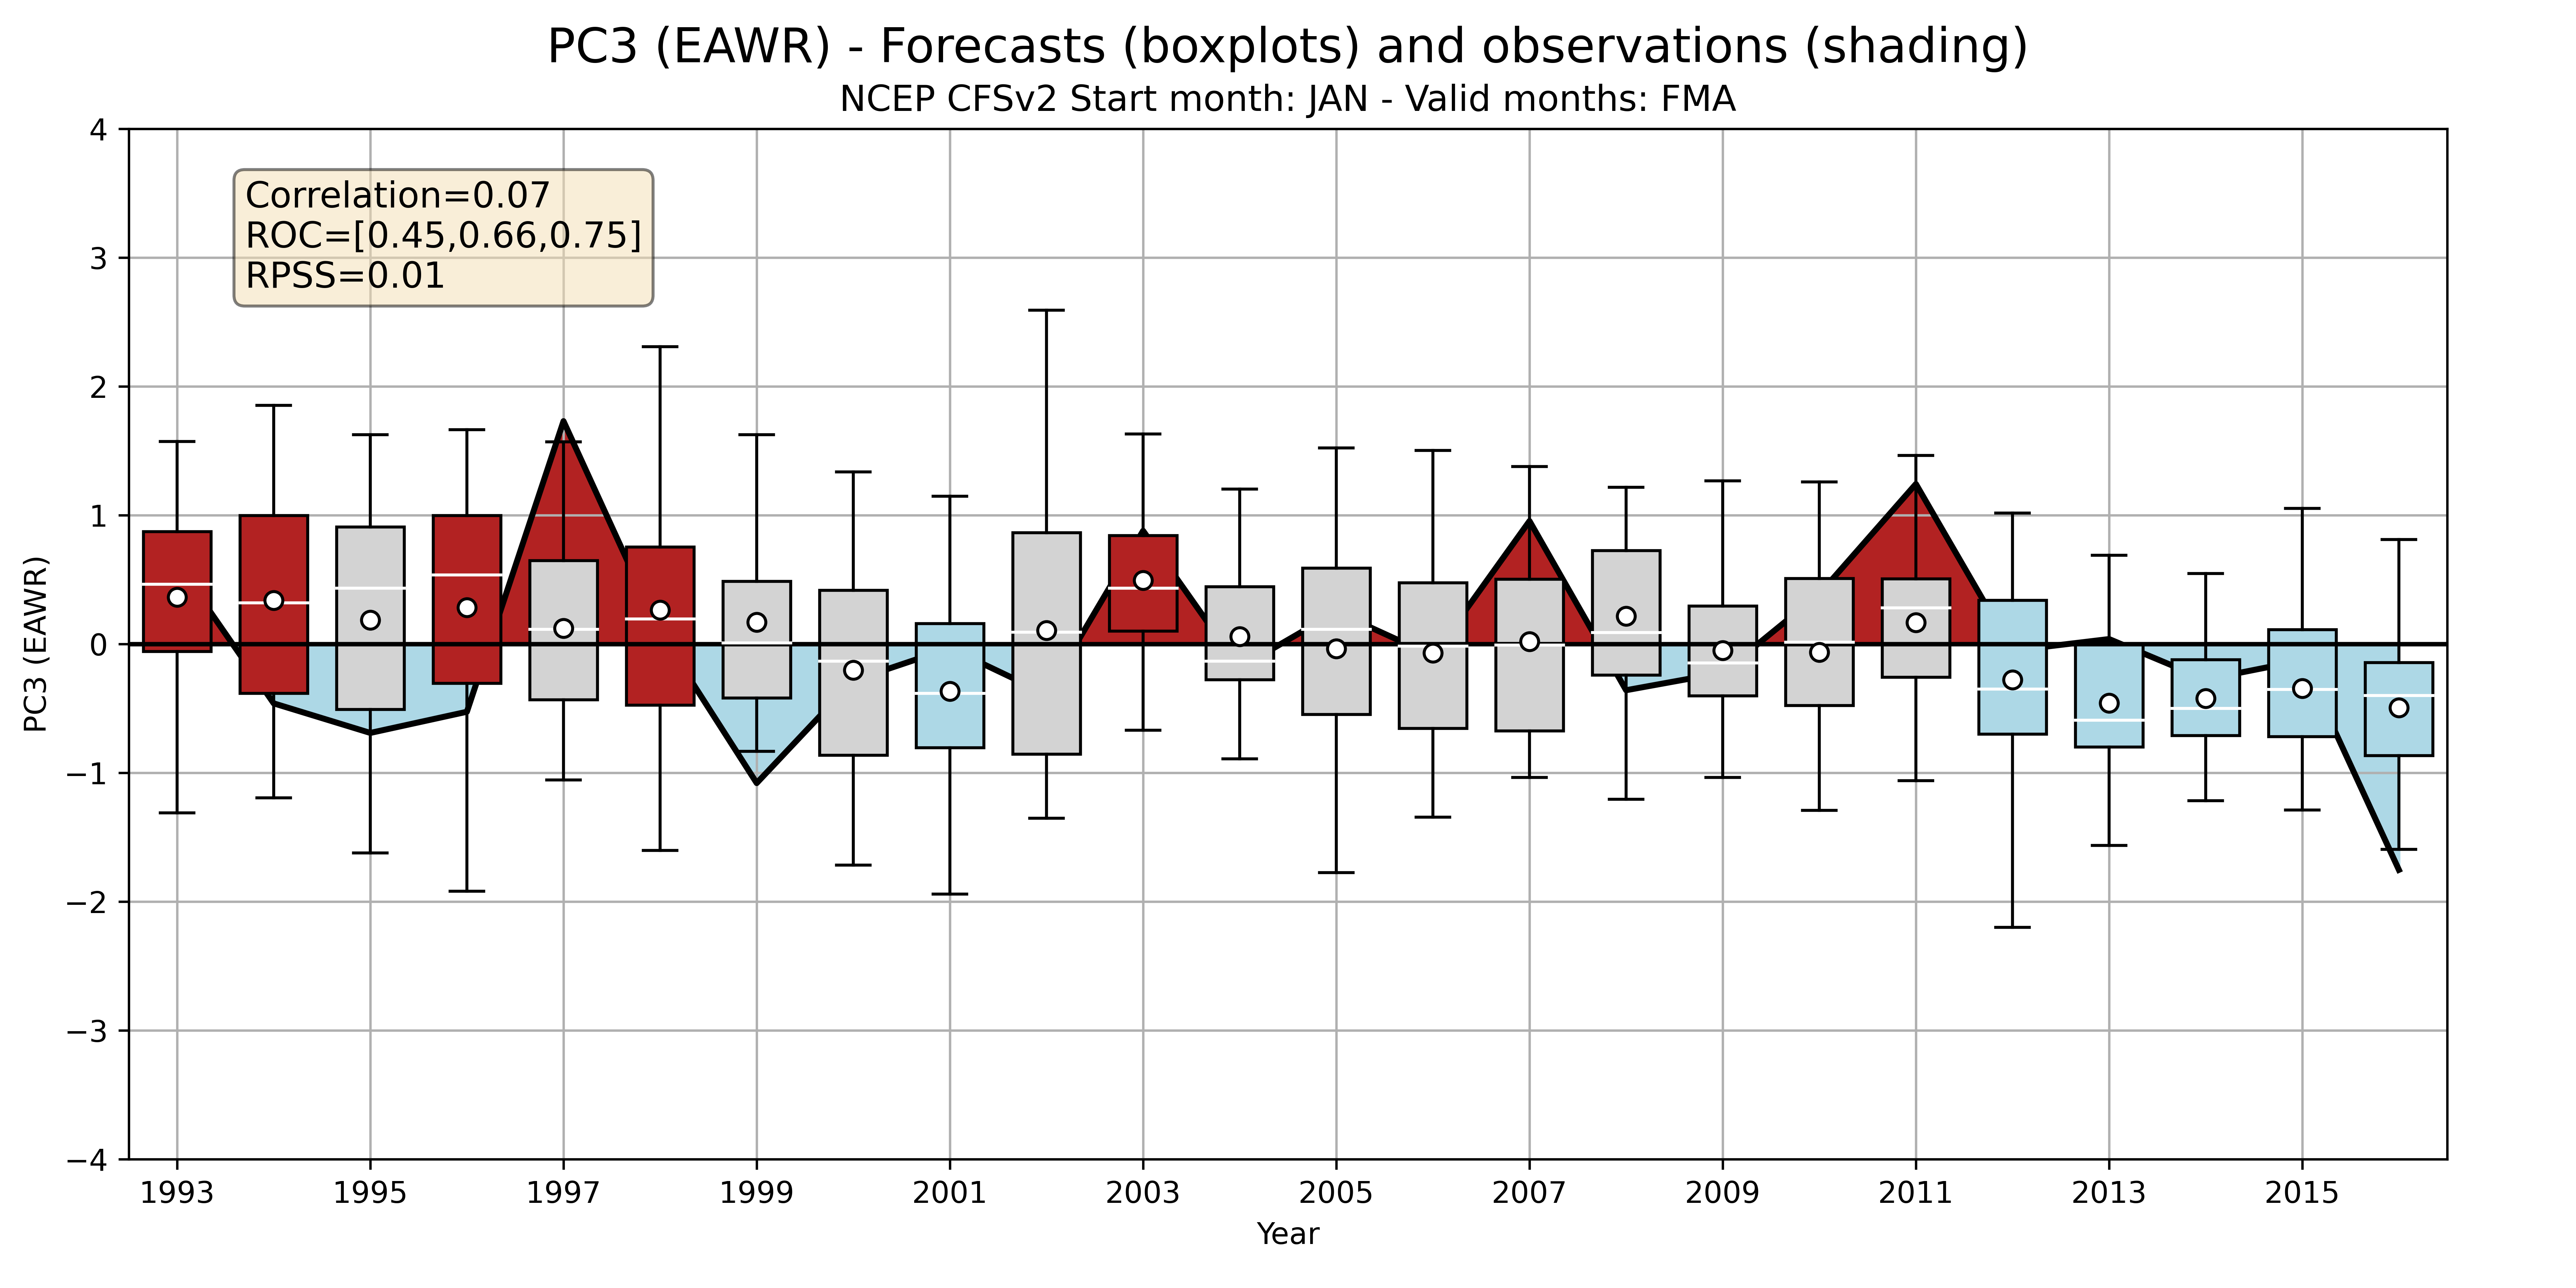 PC3 (EAWR) - Forecasts (boxplots) and observations (shading)
NCEP CFSv2 Start month: JAN - Valid months: FMA
Correlation=0.07
ROC=[0.45,0.66,0.75]
RPSS=0.01
PC3 (EAWR)
4
3
2
1
0
−1
−2
−3
−4
1993 1995 1997 1999 2001 2003 2005 2007 2009 2011 2013 2015
Year